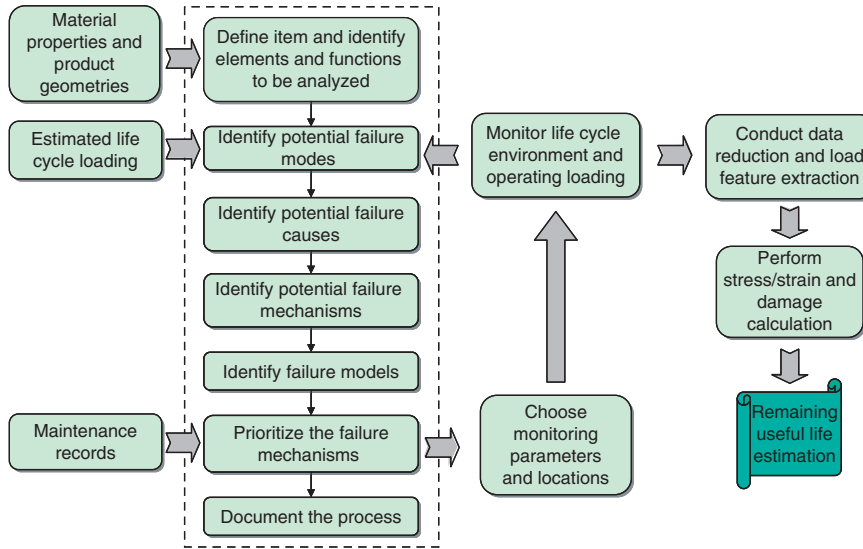 Material
properties and
product
geometries
Define item and identify
elements and functions
to be analyzed
Estimated life
cycle loading
Identify potential failure
modes
Monitor life cycle
environment and
operating loading
Conduct data
reduction and load
feature extraction
Identify potential failure
causes
Perform
stress/strain and
damage
calculation
Identify potential failure
mechanisms
Identify failure models
Maintenance
records
Prioritize the failure
mechanisms
Choose
monitoring
parameters
and locations
Remaining
useful life
estimation
Document the process